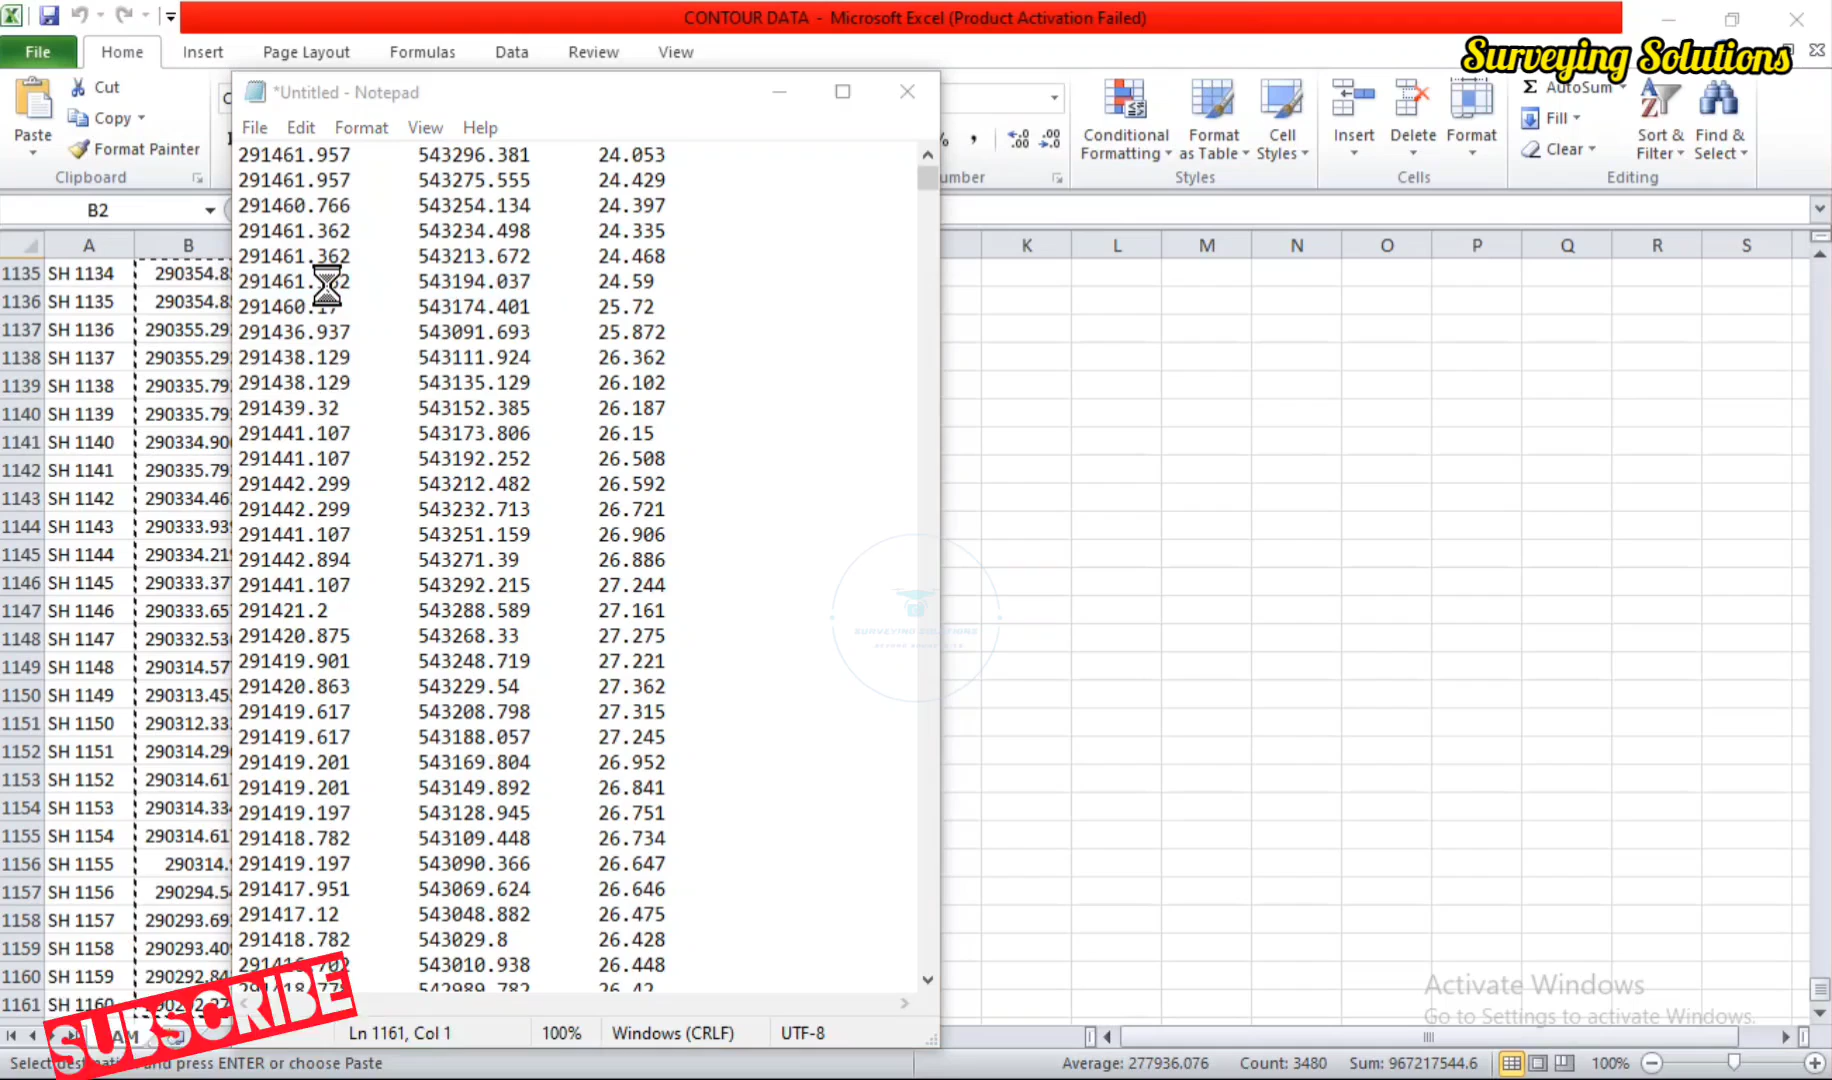 CONTOUR DATA - Microsoft Excel (Product Activation Failed)
File Home Insert Page Layout Formulas Data Review View
Surveying Solutions
Cut
Copy
Format Painter
Paste
Clipboard
Conditional Formatting
Format as Table
Cell Styles
Styles
Insert
Delete
Format
Cells
AutoSum
Fill
Clear
Sort & Filter
Find & Select
Editing
B2
*Untitled - Notepad
File Edit Format View Help
291461.957 543296.381 24.053
291461.957 543275.555 24.429
291460.766 543254.134 24.397
291461.362 543234.498 24.335
291461.362 543213.672 24.468
543194.037 24.59
543174.401 25.72
291436.937 543091.693 25.872
291438.129 543111.924 26.362
291438.129 543135.129 26.102
291439.32 543152.385 26.187
291441.107 543173.806 26.15
291441.107 543192.252 26.508
291442.299 543212.482 26.592
291442.299 543232.713 26.721
291441.107 543251.159 26.906
291442.894 543271.39 26.886
291441.107 543292.215 27.244
291421.2 543288.589 27.161
291420.875 543268.33 27.275
291419.901 543248.719 27.221
291420.863 543229.54 27.362
291419.617 543208.798 27.315
291419.617 543188.057 27.245
291419.201 543169.804 26.952
291419.201 543149.892 26.841
291419.197 543128.945 26.751
291418.782 543109.448 26.734
291419.197 543090.366 26.647
291417.951 543069.624 26.646
291417.12 543048.882 26.475
291418.782 543029.8 26.428
543010.938 26.448
Ln 1161, Col 1 100% Windows (CRLF) UTF-8
A B K L M N O P Q R S
1135 SH 1134
1136 SH 1135
1137 SH 1136
1138 SH 1137
1139 SH 1138
1140 SH 1139
1141 SH 1140
1142 SH 1141
1143 SH 1142
1144 SH 1143
1145 SH 1144
1146 SH 1145
1147 SH 1146
1148 SH 1147
1149 SH 1148
1150 SH 1149
1151 SH 1150
1152 SH 1151
1153 SH 1152
1154 SH 1153
1155 SH 1154
1156 SH 1155
1157 SH 1156
1158 SH 1157
1159 SH 1158
1160 SH 1159
1161 SH 1160
SURVEYING SOLUTIONS
SUBSCRIBE
Activate Windows
Go to Settings to activate Windows.
and press ENTER or choose Paste
Average: 277936.076 Count: 3480 Sum: 967217544.6 100%